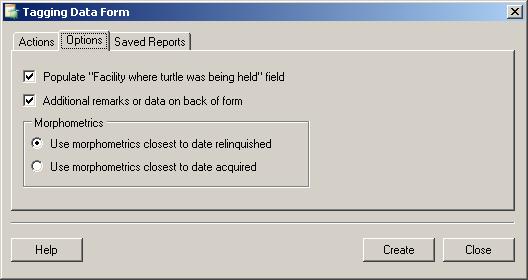 Tagging Data Form
Actions Options Saved Reports
Populate "Facility where turtle was being held" field
Additional remarks or data on back of form
Morphometrics
Use morphometrics closest to date relinquished
Use morphometrics closest to date acquired
Help Create Close